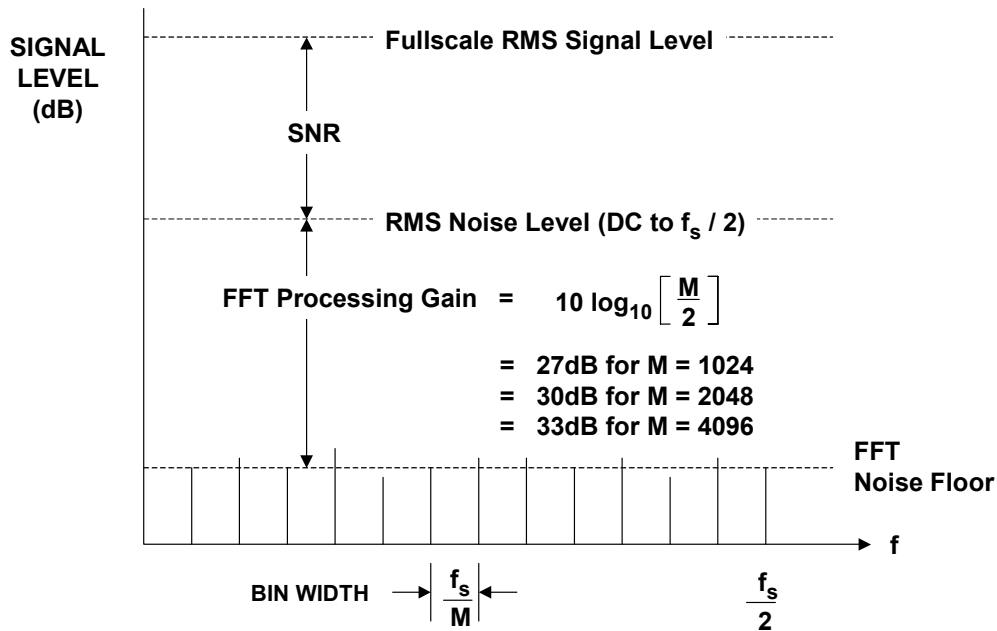 SIGNAL
LEVEL
(dB)
Fullscale RMS Signal Level
SNR
RMS Noise Level (DC to fs / 2)
FFT Processing Gain = 10 log10 [M/2]
= 27dB for M = 1024
= 30dB for M = 2048
= 33dB for M = 4096
FFT
Noise Floor
f
BIN WIDTH
fs/M
fs/2